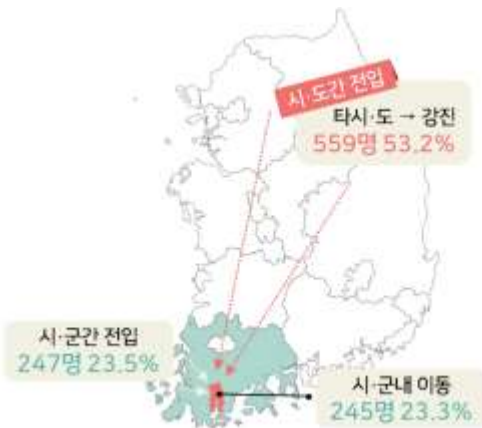 시·도간 전입
타시·도 → 강진
559명 53.2%
시·군간 전입
247명 23.5%
시·군내 이동
245명 23.3%